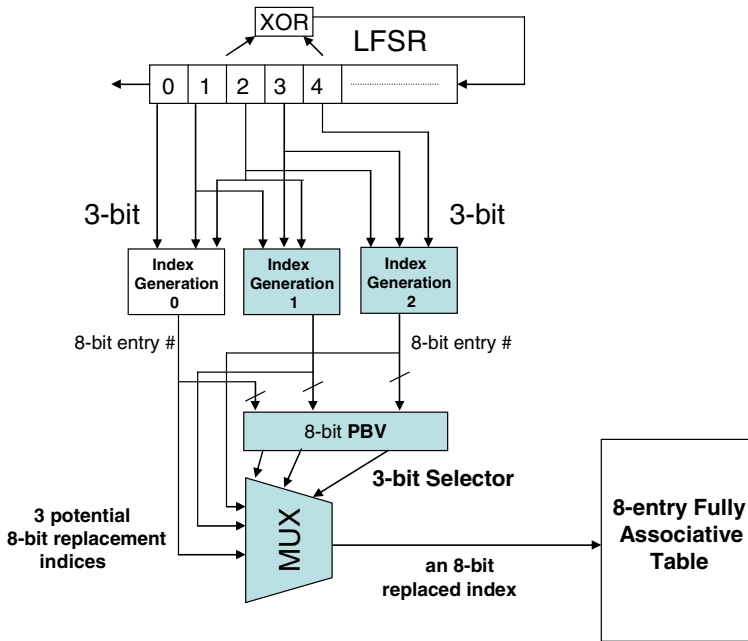 XOR
LFSR
0 1 2 3 4
3-bit
3-bit
Index
Generation
0
Index
Generation
1
Index
Generation
2
8-bit entry #
8-bit entry #
8-bit PBV
3-bit Selector
3 potential
8-bit replacement
indices
MUX
an 8-bit
replaced index
8-entry Fully
Associative
Table